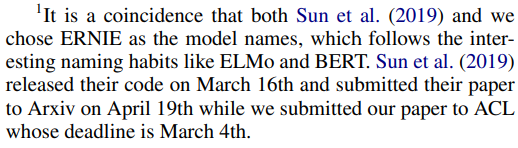 ¹It is a coincidence that both Sun et al. (2019) and we
chose ERNIE as the model names, which follows the inter-
esting naming habits like ELMo and BERT. Sun et al. (2019)
released their code on March 16th and submitted their paper
to Arxiv on April 19th while we submitted our paper to ACL
whose deadline is March 4th.